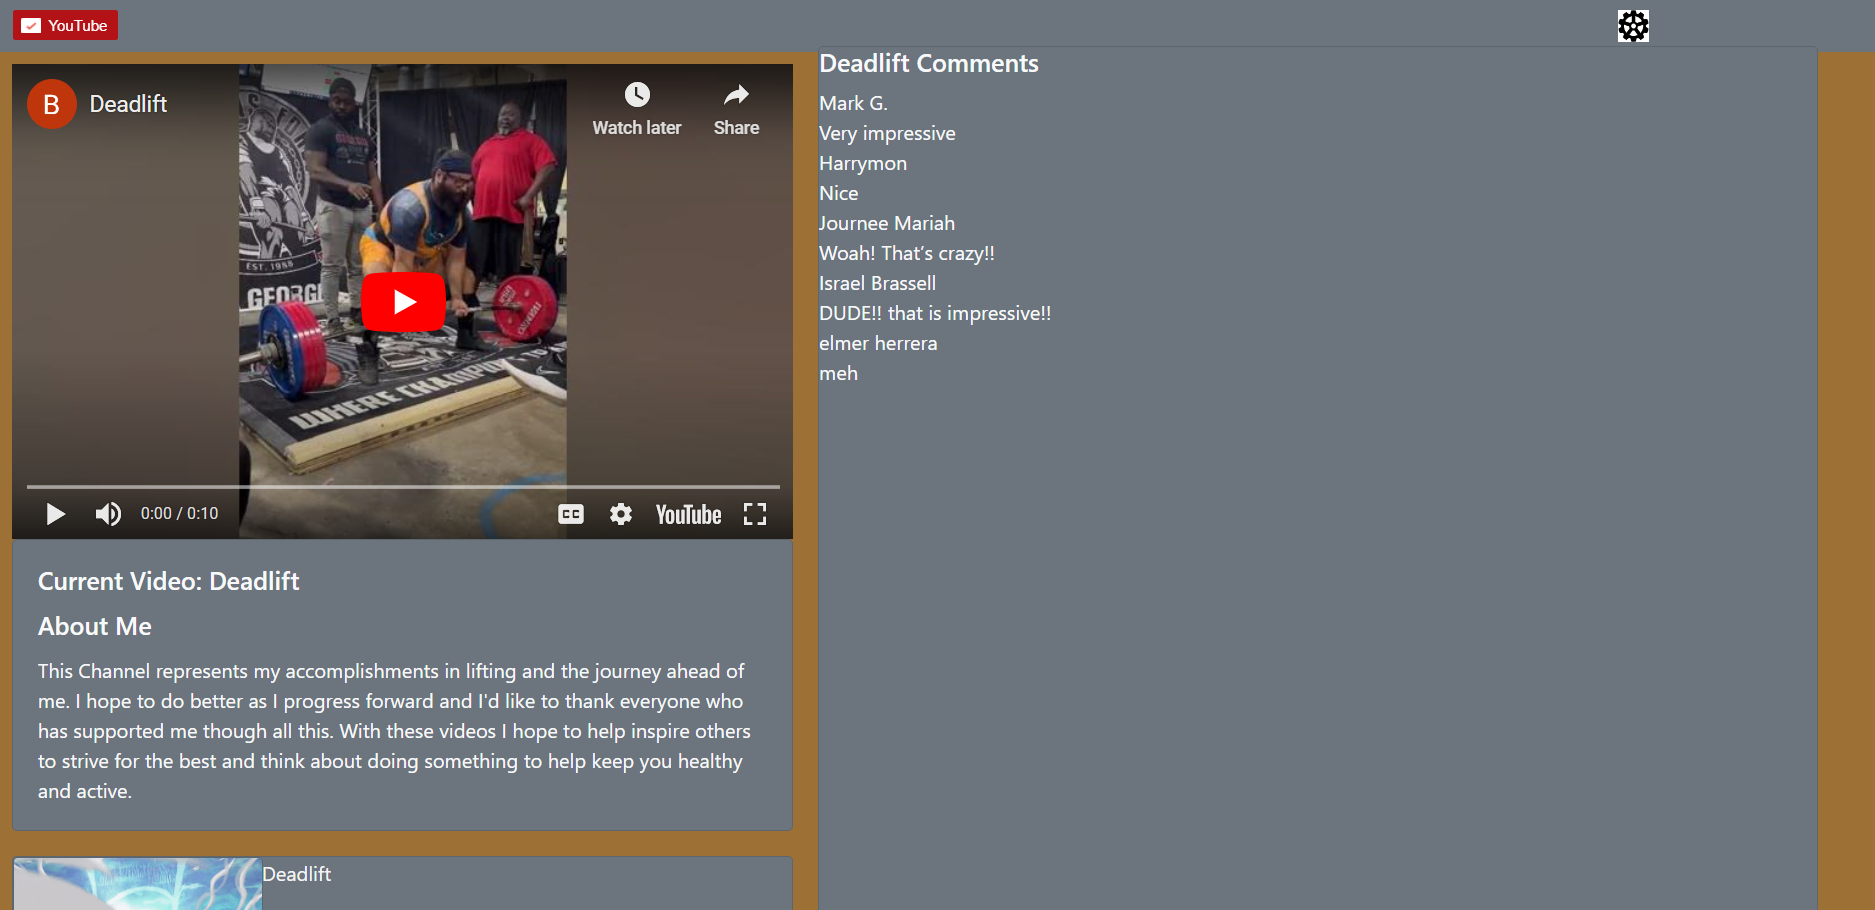 YouTube
B
Deadlift
Watch later
Share
EST. 1988
GEORGI
WHERE CHAMPION
0:00 / 0:10
CC
YouTube
Current Video: Deadlift
About Me
This Channel represents my accomplishments in lifting and the journey ahead of
me. I hope to do better as I progress forward and I'd like to thank everyone who
has supported me though all this. With these videos I hope to help inspire others
to strive for the best and think about doing something to help keep you healthy
and active.
Deadlift
Deadlift Comments
Mark G.
Very impressive
Harrymon
Nice
Journee Mariah
Woah! That’s crazy!!
Israel Brassell
DUDE!! that is impressive!!
elmer herrera
meh